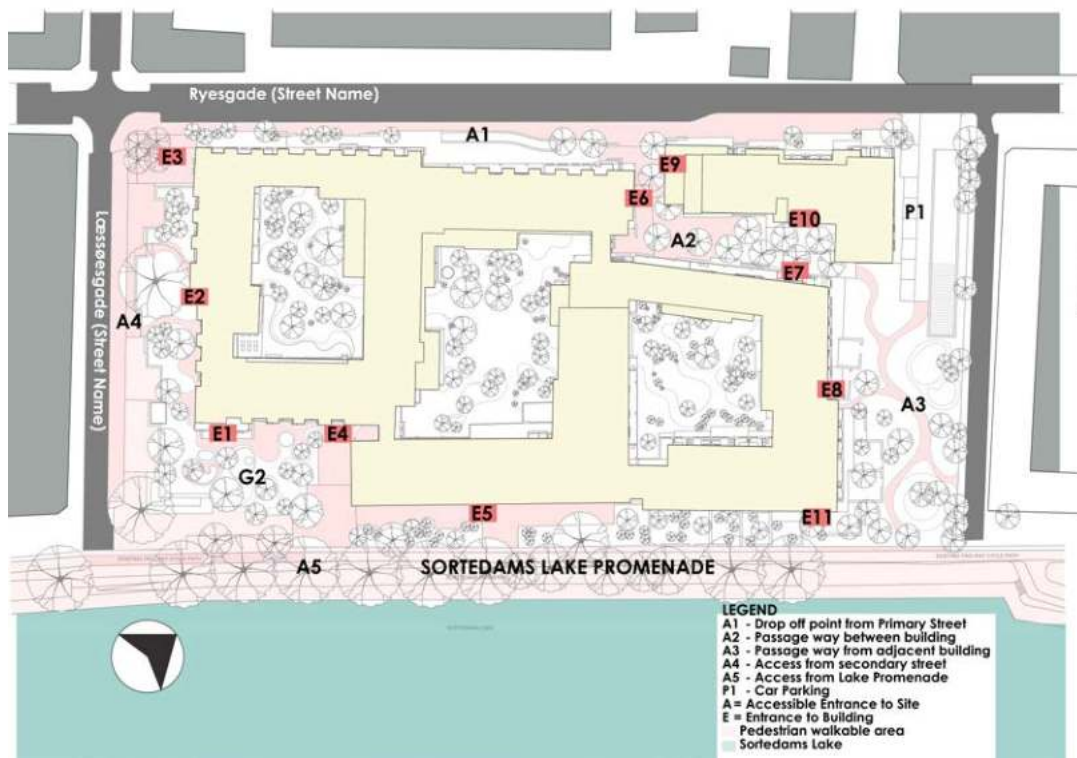 Ryesgade (Street Name)
A1
E3
E9
E6
P1
E10
A2
E7
Læssøesgade (Street Name)
E2
A4
E8
A3
E1
E4
G2
E5
E11
A5
SORTEDAMS LAKE PROMENADE
LEGEND
A1 - Drop off point from Primary Street
A2 - Passage way between building
A3 - Passage way from adjacent building
A4 - Access from secondary street
A5 - Access from Lake Promenade
P1 - Car Parking
A = Accessible Entrance to Site
E = Entrance to Building
Pedestrian walkable area
Sortedams Lake